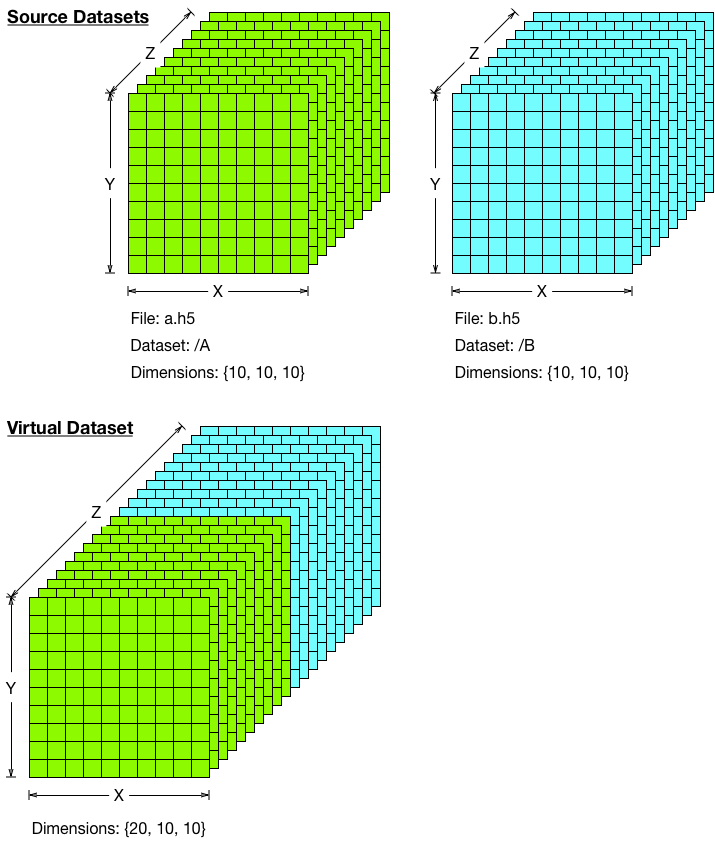 Source Datasets
Z
Y
X
File: a.h5
Dataset: /A
Dimensions: {10, 10, 10}
Z
Y
X
File: b.h5
Dataset: /B
Dimensions: {10, 10, 10}
Virtual Dataset
Z
Y
X
Dimensions: {20, 10, 10}